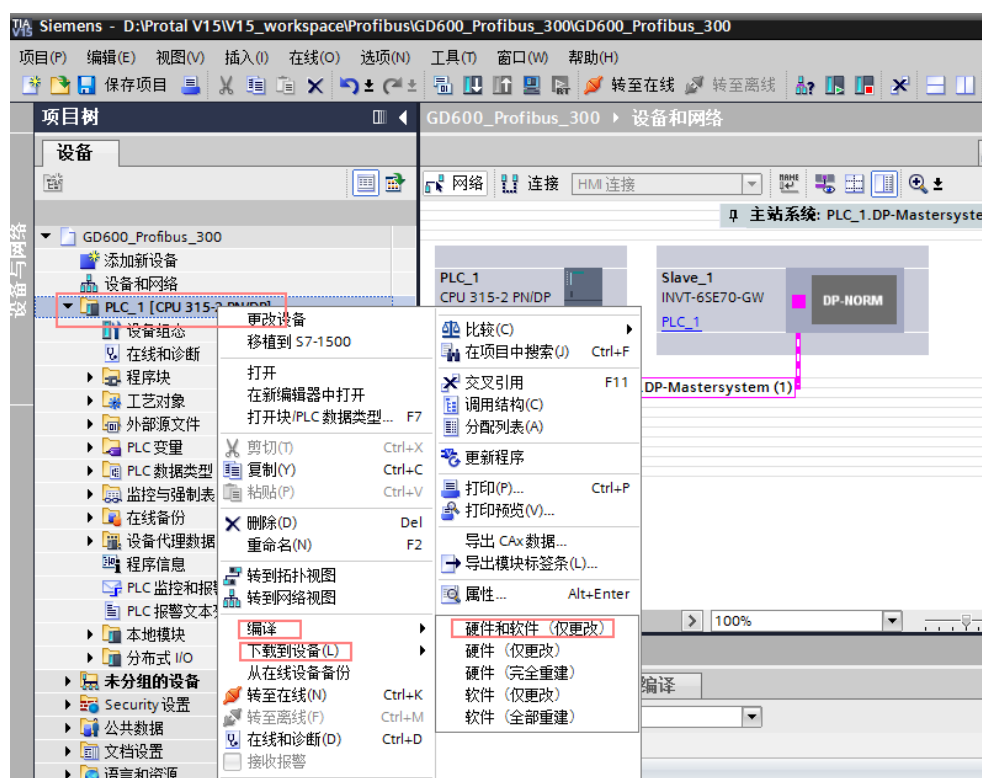 Siemens - D:\Protal V15\V15_workspace\Profibus\GD600_Profibus_300\GD600_Profibus_300
项目(P) 编辑(E) 视图(V) 插入(I) 在线(O) 选项(N) 工具(T) 窗口(W) 帮助(H)
保存项目 转至在线 转至离线
项目树
GD600_Profibus_300 设备和网络
设备
网络 连接 HMI 连接
设备与网络
主站系统: PLC_1.DP-Mastersyste
GD600_Profibus_300
添加新设备
设备和网络
PLC_1 [CPU 315-2 PN/DP]
设备组态
在线和诊断
程序块
工艺对象
外部源文件
PLC 变量
PLC 数据类型
监控与强制表
在线备份
设备代理数据
程序信息
PLC 监控和报
PLC 报警文本
本地模块
分布式 I/O
未分组的设备
Security 设置
公共数据
文档设置
语言和资源
PLC_1
CPU 315-2 PN/DP
Slave_1
INVT-6SE70-GW
PLC_1
DP-NORM
DP-Mastersystem (1)
更改设备
移植到 S7-1500
打开
在新编辑器中打开
打开块/PLC 数据类型... F7
剪切(T) Ctrl+X
复制(Y) Ctrl+C
粘贴(P) Ctrl+V
删除(D) Del
重命名(N) F2
转到拓扑视图
转到网络视图
编译
下载到设备(L)
从在线设备备份
转至在线(N) Ctrl+K
转至离线(F) Ctrl+M
在线和诊断(D) Ctrl+D
接收报警
比较(C)
在项目中搜索(J) Ctrl+F
交叉引用 F11
调用结构(C)
分配列表(A)
更新程序
打印(P)... Ctrl+P
打印预览(V)...
导出 CAx 数据...
导出模块标签条(L)...
属性... Alt+Enter
硬件和软件（仅更改）
硬件（仅更改）
硬件（完全重建）
软件（仅更改）
软件（全部重建）
100%
编译